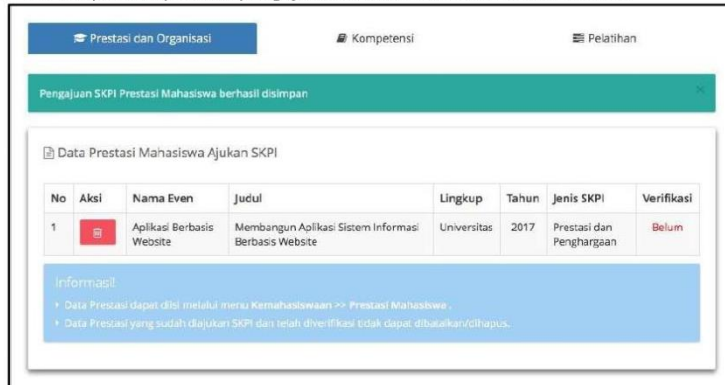 Prestasi dan Organisasi
Kompetensi
Pelatihan
Pengajuan SKPI Prestasi Mahasiswa berhasil disimpan
×
Data Prestasi Mahasiswa Ajukan SKPI
No Aksi Nama Even Judul Lingkup Tahun Jenis SKPI Verifikasi
1 Aplikasi Berbasis Membangun Aplikasi Sistem Informasi Universitas 2017 Prestasi dan Belum
Website Berbasis Website Penghargaan
Informasi!
Data Prestasi dapat diisi melalui menu Kemahasiswaan >> Prestasi Mahasiswa .
Data Prestasi yang sudah diajukan SKPI dan telah diverifikasi tidak dapat dibatalkan/dihapus.